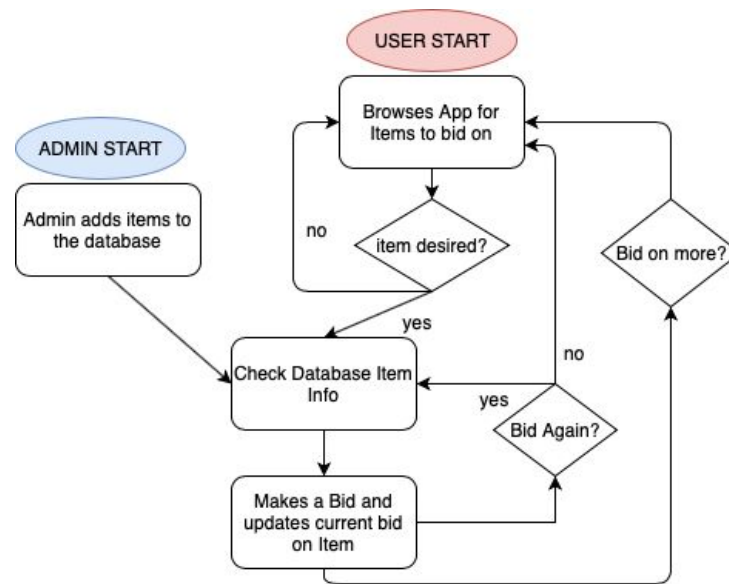 USER START
Browses App for
Items to bid on
ADMIN START
Admin adds items to
the database
no
item desired?
Bid on more?
yes
Check Database Item
Info
no
yes
Bid Again?
Makes a Bid and
updates current bid
on Item